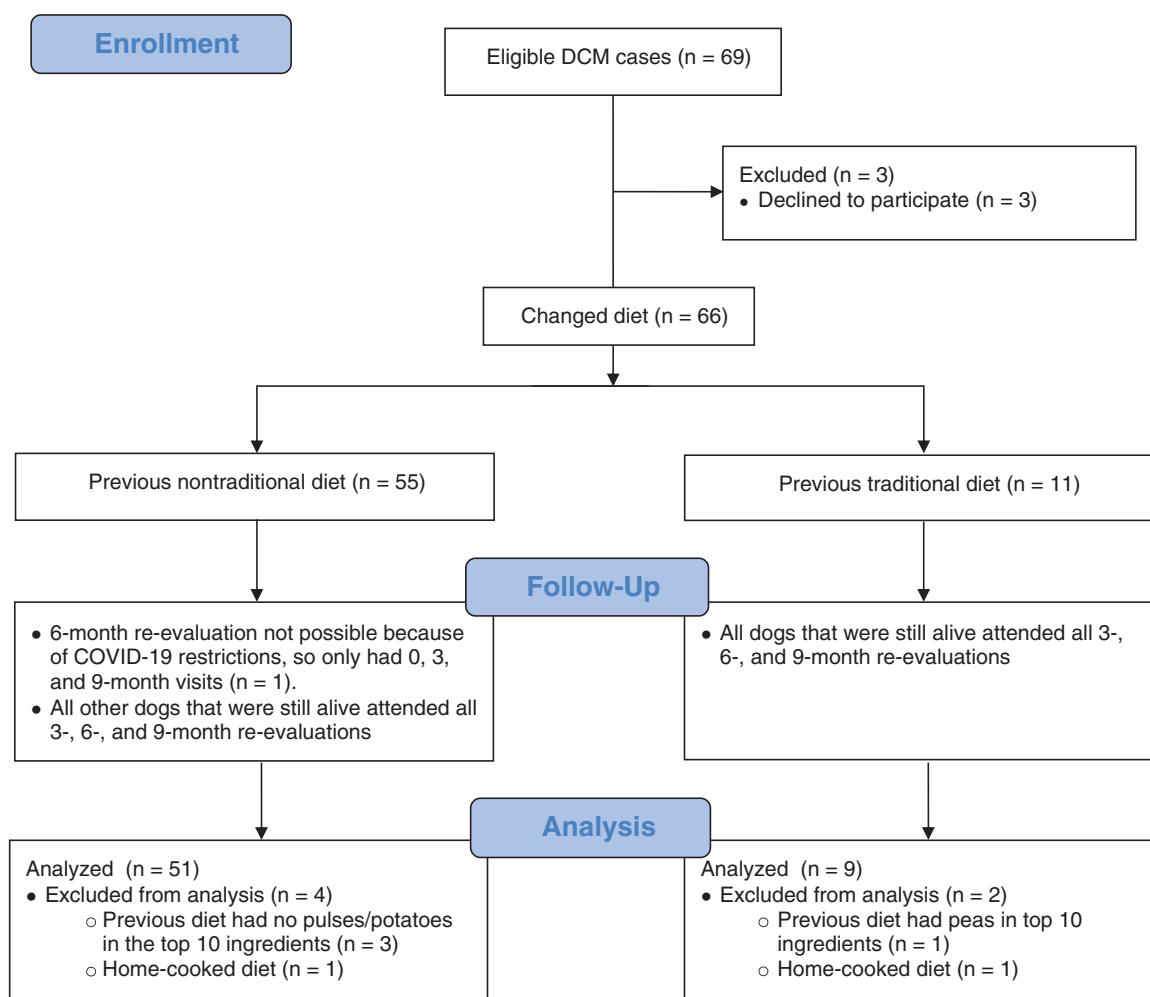 Enrollment
Eligible DCM cases (n = 69)
Excluded (n = 3)
• Declined to participate (n = 3)
Changed diet (n = 66)
Previous nontraditional diet (n = 55)
Previous traditional diet (n = 11)
Follow-Up
• 6-month re-evaluation not possible because
of COVID-19 restrictions, so only had 0, 3,
and 9-month visits (n = 1).
• All other dogs that were still alive attended all
3-, 6-, and 9-month re-evaluations
• All dogs that were still alive attended all 3-,
6-, and 9-month re-evaluations
Analysis
Analyzed (n = 51)
• Excluded from analysis (n = 4)
○ Previous diet had no pulses/potatoes
in the top 10 ingredients (n = 3)
○ Home-cooked diet (n = 1)
Analyzed (n = 9)
• Excluded from analysis (n = 2)
○ Previous diet had peas in top 10
ingredients (n = 1)
○ Home-cooked diet (n = 1)